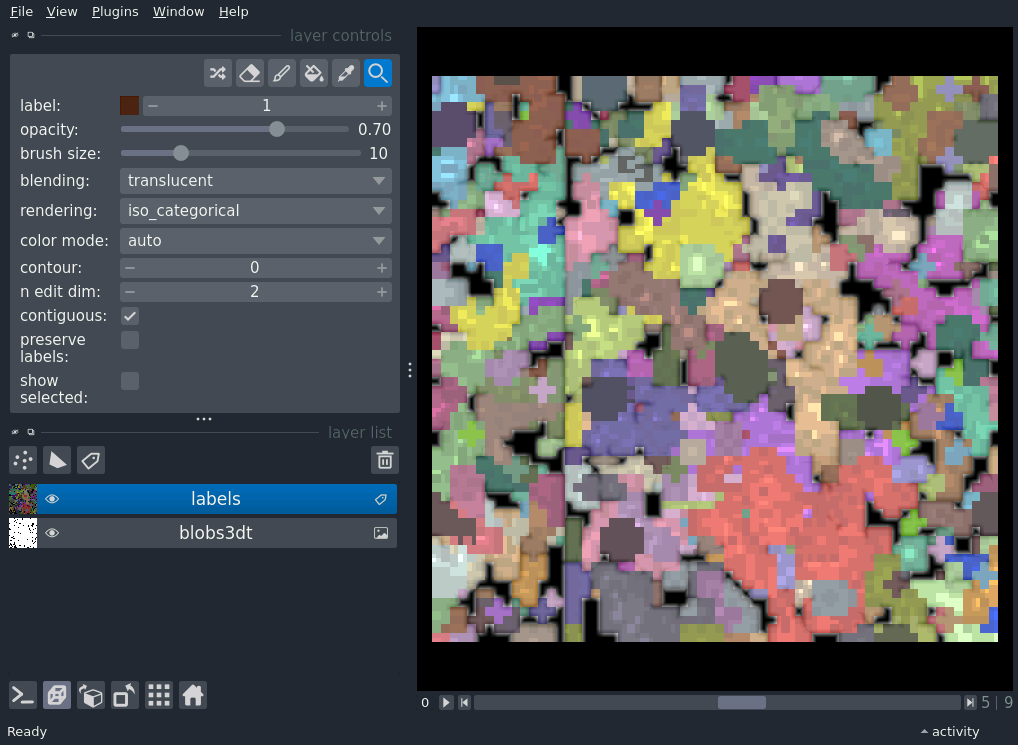 File View Plugins Window Help
layer controls
label: 1
opacity: 0.70
brush size: 10
blending: translucent
rendering: iso_categorical
color mode: auto
contour: 0
n edit dim: 2
contiguous:
preserve
labels:
show
selected:
layer list
labels
blobs3dt
0 5 | 9
Ready activity